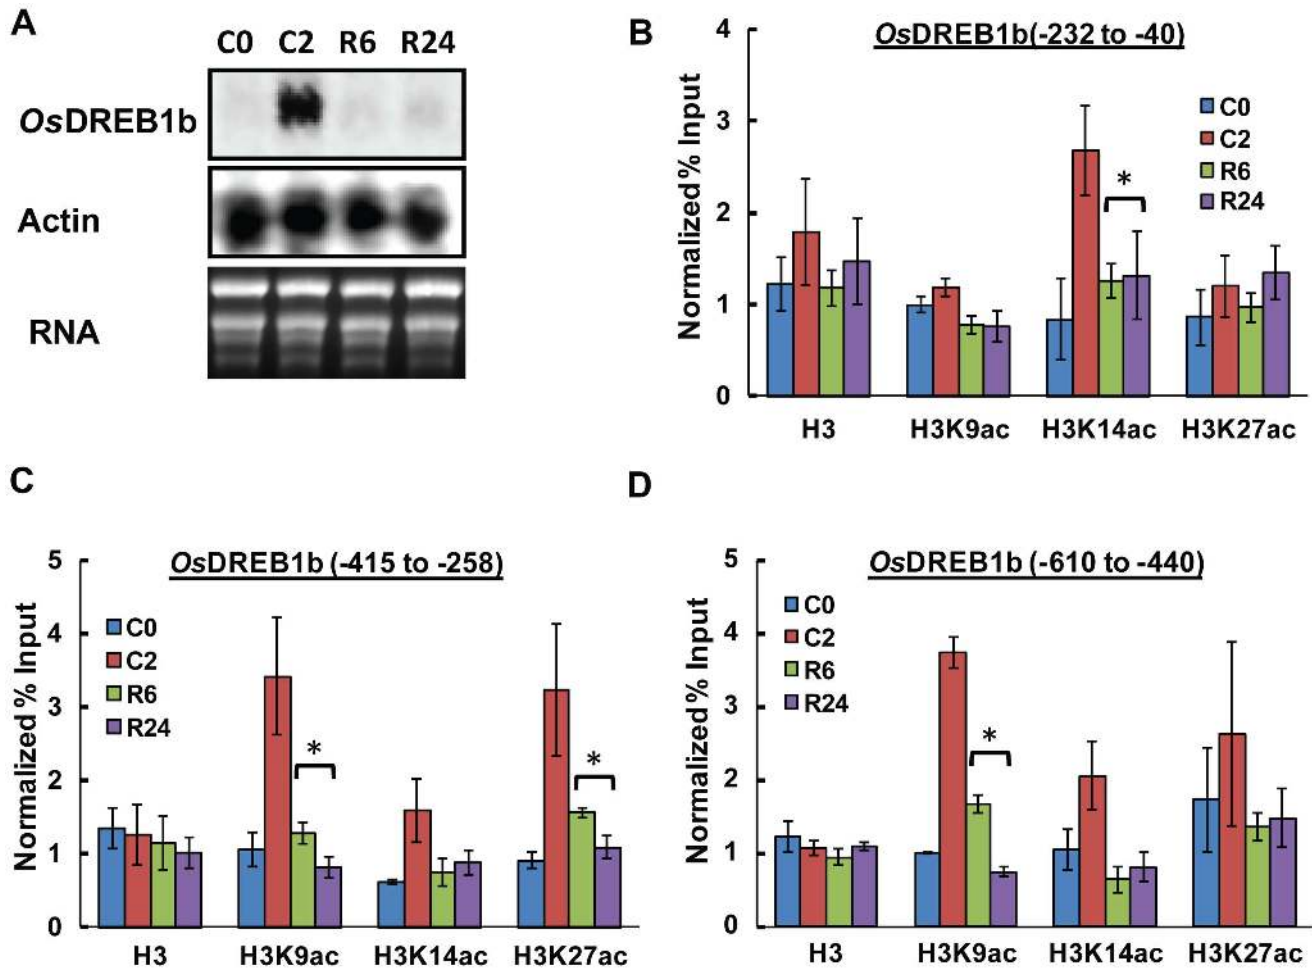 A
C0 C2 R6 R24
OsDREB1b
Actin
RNA
B
OsDREB1b(-232 to -40)
Normalized % Input
4
3
2
1
0
C0
C2
R6
R24
*
H3 H3K9ac H3K14ac H3K27ac
C
OsDREB1b (-415 to -258)
Normalized % Input
5
4
3
2
1
0
C0
C2
R6
R24
*
*
H3 H3K9ac H3K14ac H3K27ac
D
OsDREB1b (-610 to -440)
Normalized % Input
5
4
3
2
1
0
C0
C2
R6
R24
*
H3 H3K9ac H3K14ac H3K27ac